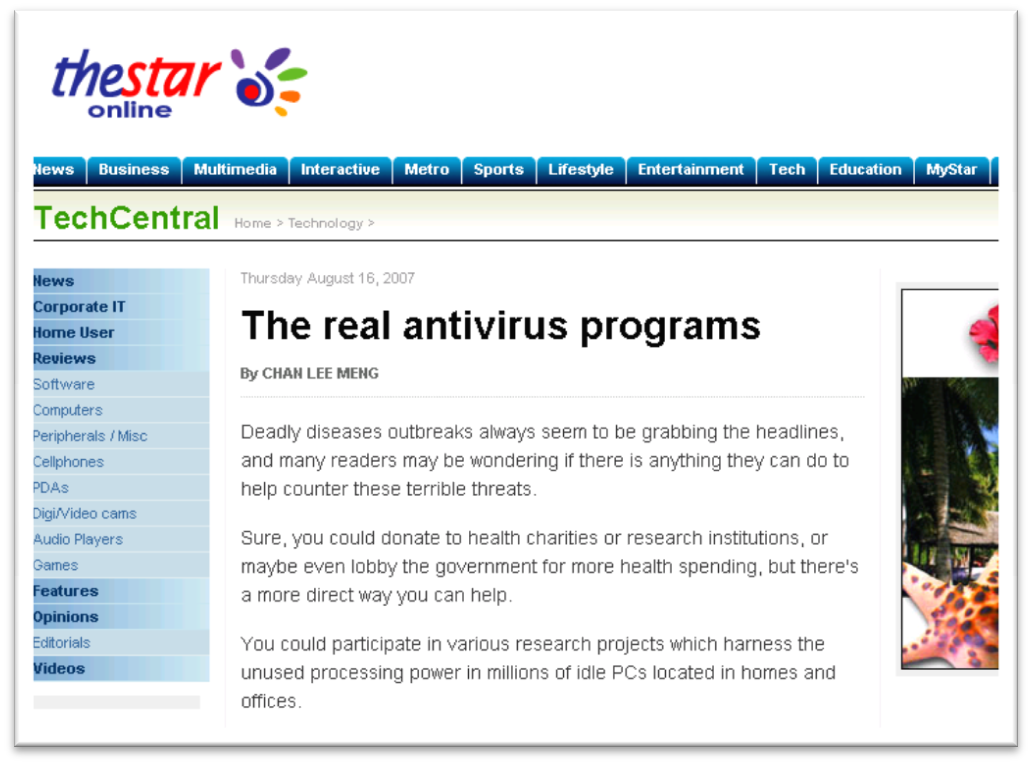 thestar
online
News Business Multimedia Interactive Metro Sports Lifestyle Entertainment Tech Education MyStar
TechCentral Home > Technology >
News
Corporate IT
Home User
Reviews
Software
Computers
Peripherals / Misc
Cellphones
PDAs
Digi/Video cams
Audio Players
Games
Features
Opinions
Editorials
Videos
Thursday August 16, 2007
The real antivirus programs
By CHAN LEE MENG
Deadly diseases outbreaks always seem to be grabbing the headlines,
and many readers may be wondering if there is anything they can do to
help counter these terrible threats.
Sure, you could donate to health charities or research institutions, or
maybe even lobby the government for more health spending, but there's
a more direct way you can help.
You could participate in various research projects which harness the
unused processing power in millions of idle PCs located in homes and
offices.